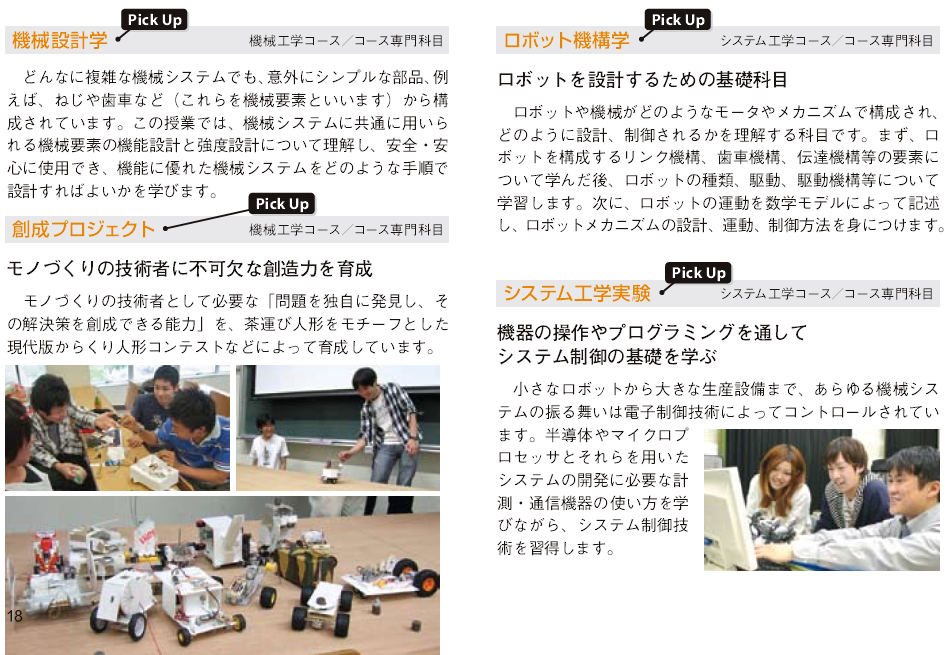 Pick Up
機械設計学
機械工学コース／コース専門科目
どんなに複雑な機械システムでも、意外にシンプルな部品、例
えば、ねじや歯車など（これらを機械要素といいます）から構
成されています。この授業では、機械システムに共通に用いら
れる機械要素の機能設計と強度設計について理解し、安全・安
心に使用でき、機能に優れた機械システムをどのような手順で
設計すればよいかを学びます。
Pick Up
創成プロジェクト
機械工学コース／コース専門科目
モノづくりの技術者に不可欠な創造力を育成
モノづくりの技術者として必要な「問題を独自に発見し、そ
の解決策を創成できる能力」を、茶運び人形をモチーフとした
現代版からくり人形コンテストなどによって育成しています。
18
Pick Up
ロボット機構学
システム工学コース／コース専門科目
ロボットを設計するための基礎科目
ロボットや機械がどのようなモータやメカニズムで構成され、
どのように設計、制御されるかを理解する科目です。まず、ロ
ボットを構成するリンク機構、歯車機構、伝達機構等の要素に
ついて学んだ後、ロボットの種類、駆動、駆動機構等について
学習します。次に、ロボットの運動を数学モデルによって記述
し、ロボットメカニズムの設計、運動、制御方法を身につけます。
Pick Up
システム工学実験
システム工学コース／コース専門科目
機器の操作やプログラミングを通して
システム制御の基礎を学ぶ
小さなロボットから大きな生産設備まで、あらゆる機械シス
テムの振る舞いは電子制御技術によってコントロールされてい
ます。半導体やマイクロプ
ロセッサとそれらを用いた
システムの開発に必要な計
測・通信機器の使い方を学
びながら、システム制御技
術を習得します。